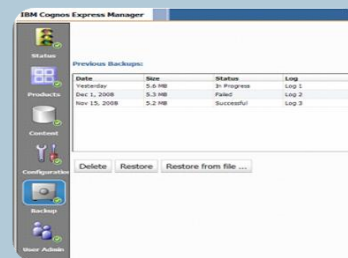 IBM Cognos Express Manager
Status
Previous Backups:
Date Size Status Log
Yesterday 5.6 MB In Progress Log 1
Products
Dec 1, 2008 5.3 MB Failed Log 2
Nov 15, 2008 5.2 MB Successful Log 3
Content
Delete Restore Restore from file ...
Configuration
Backup
User Admin